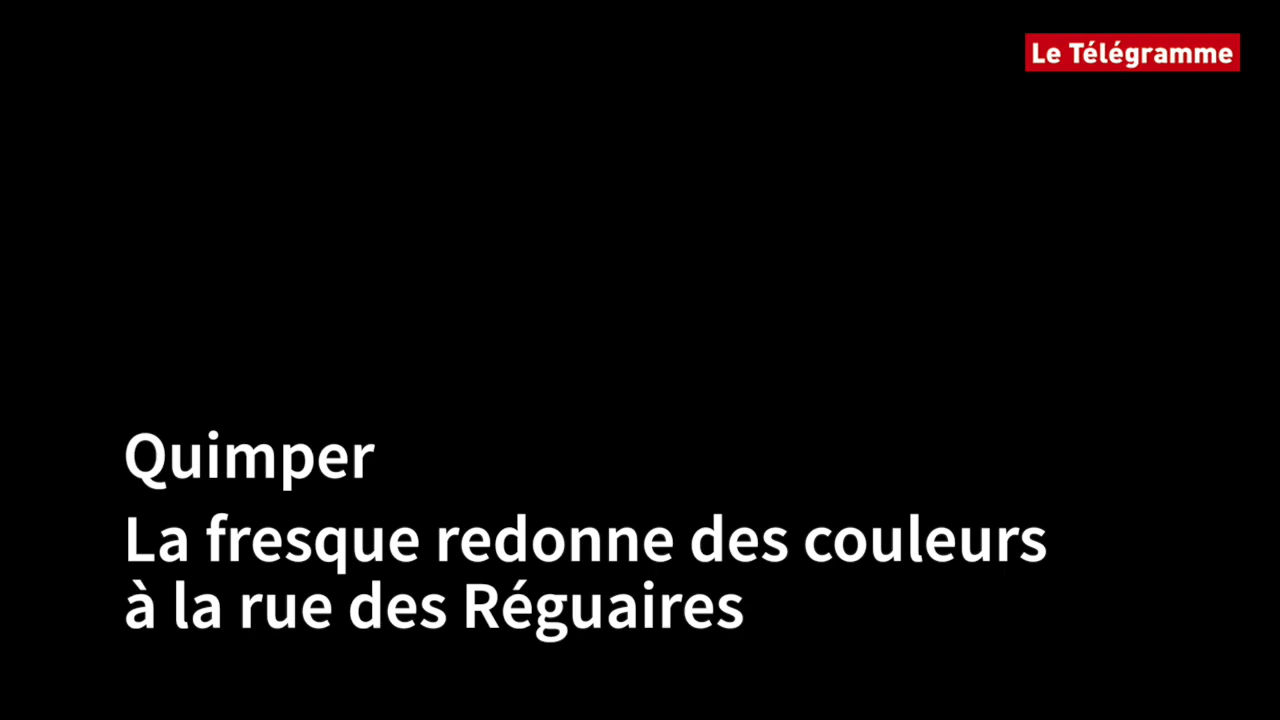 Le Télégramme
Quimper
La fresque redonne des couleurs
à la rue des Réguaires